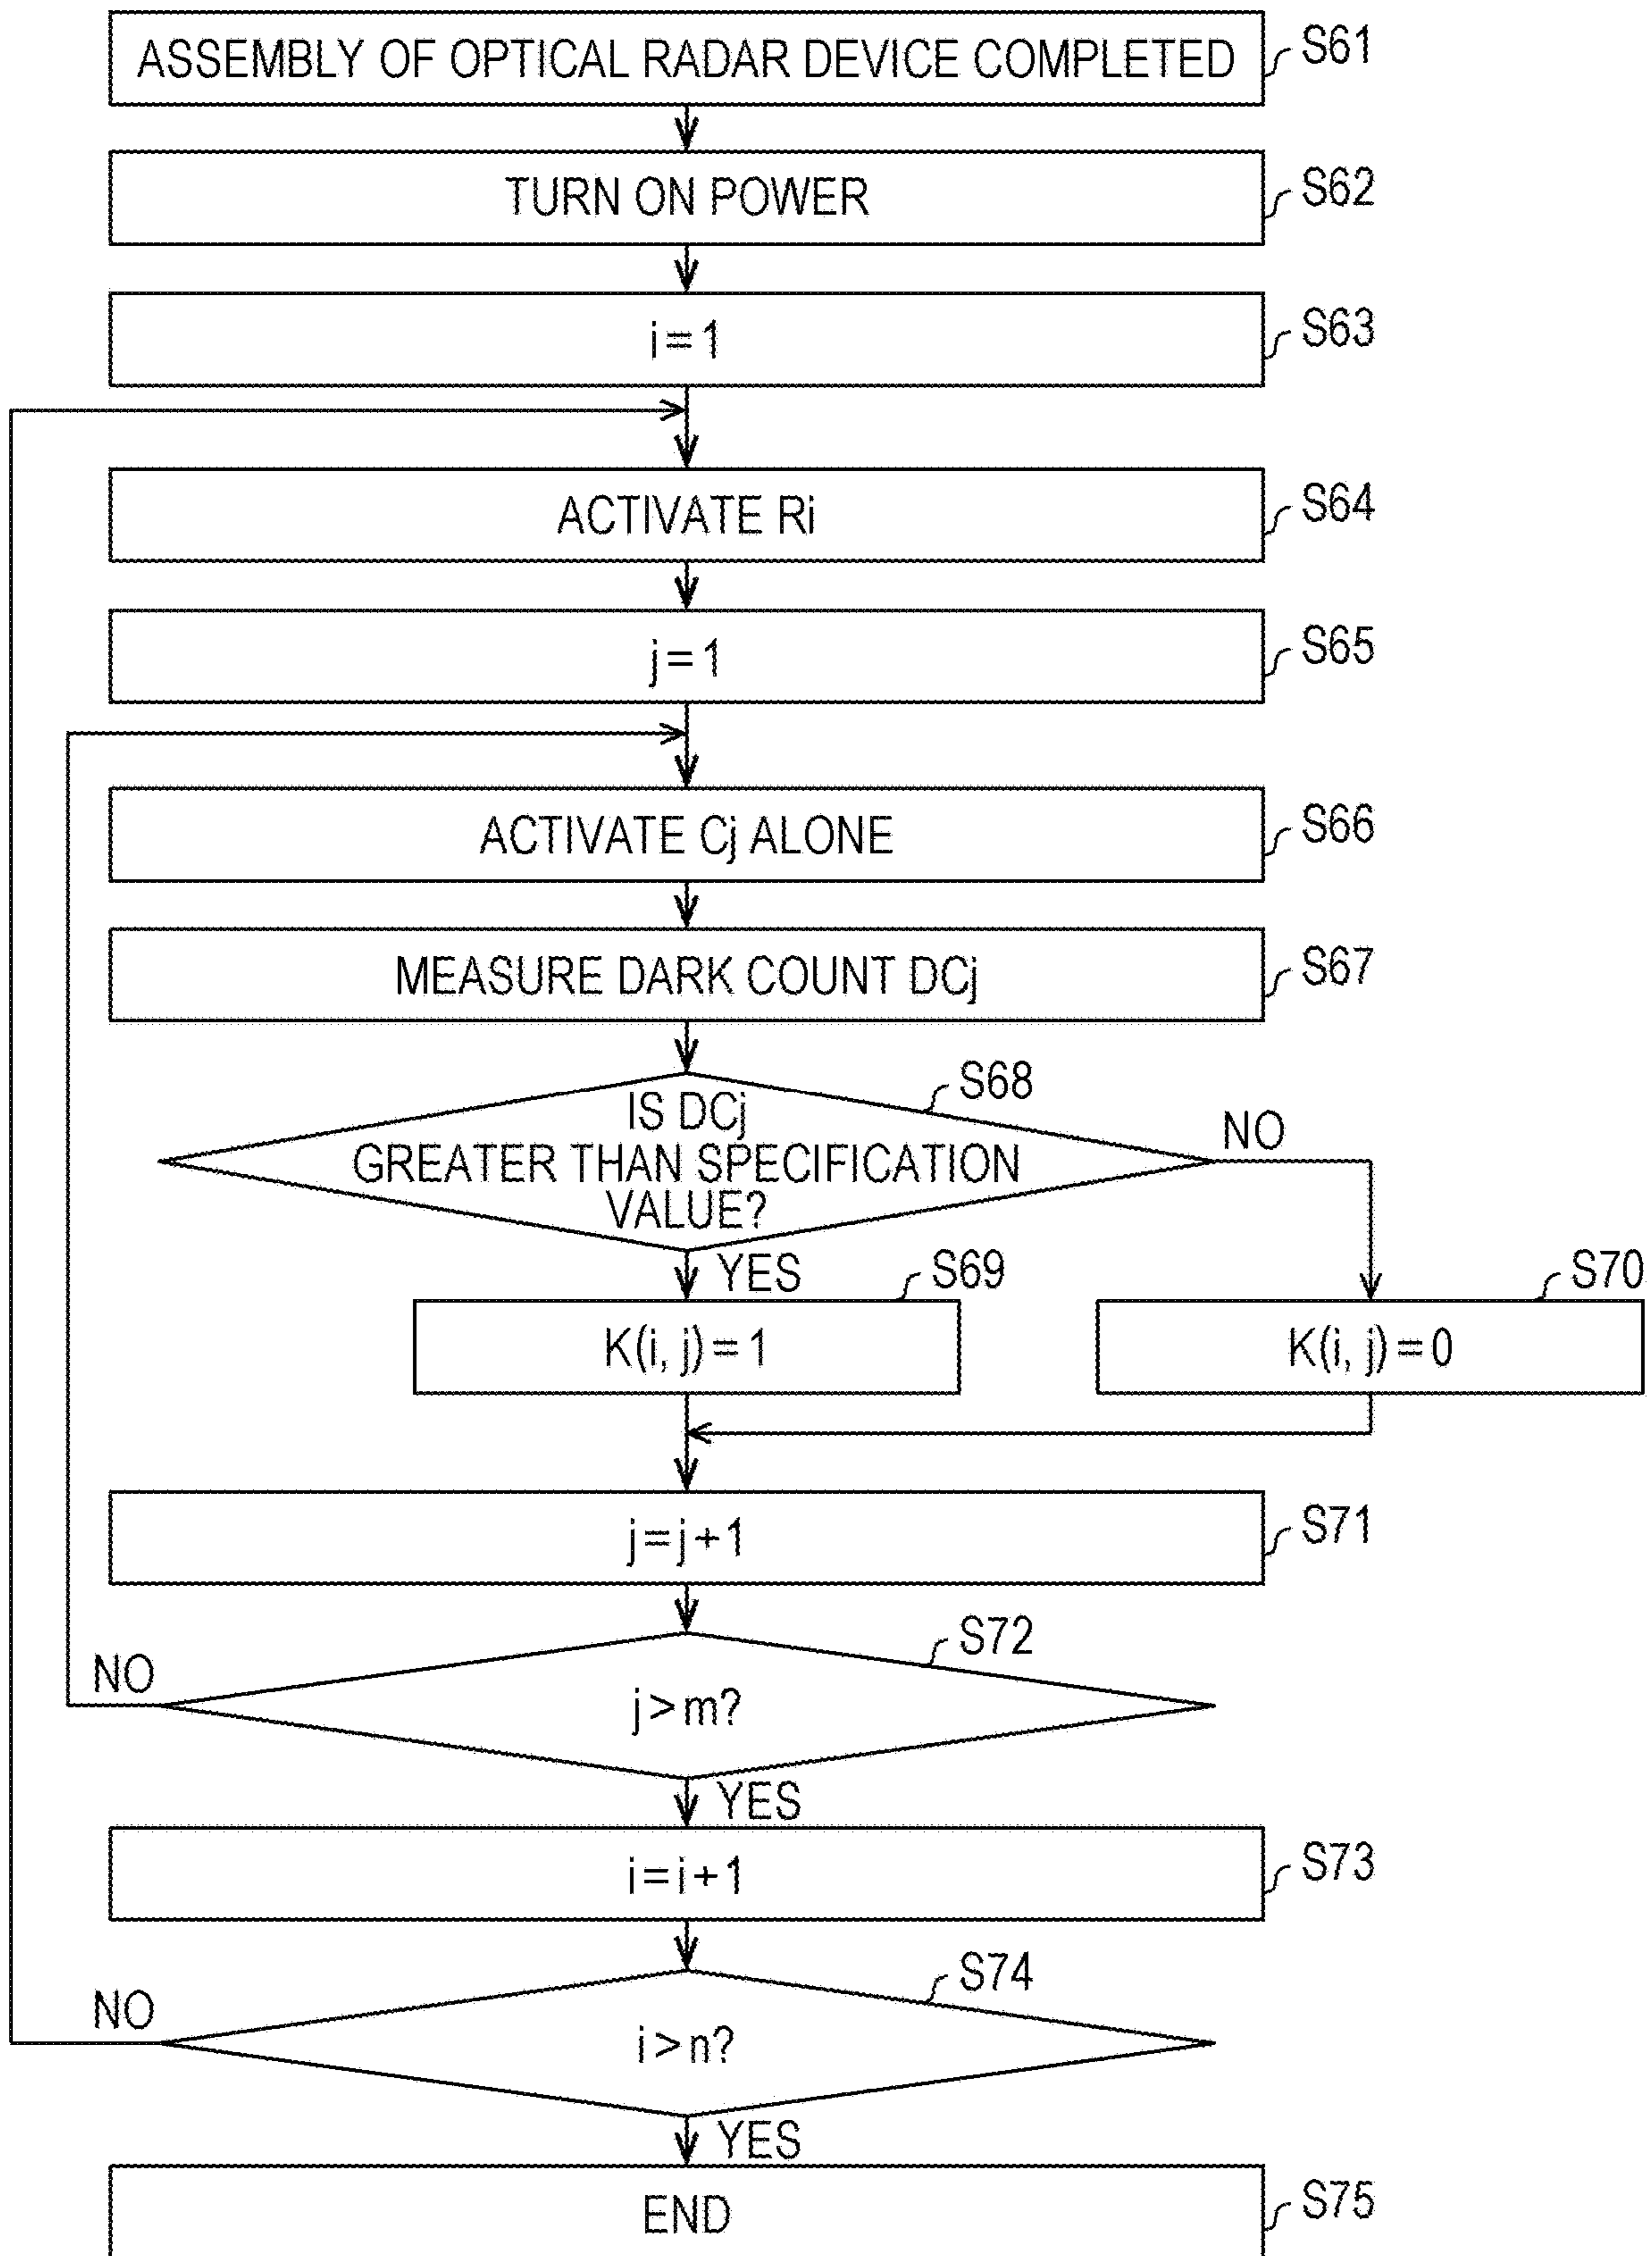 ASSEMBLY OF OPTICAL RADAR DEVICE COMPLETED
S61
TURN ON POWER
S62
i=1
S63
ACTIVATE Ri
S64
j=1
S65
ACTIVATE Cj ALONE
S66
MEASURE DARK COUNT DCj
S67
S68
IS DCj
GREATER THAN SPECIFICATION
VALUE?
NO
YES
S69
S70
K(i, j)=1
K(i, j)=0
j=j+1
S71
S72
NO
j>m?
YES
i=i+1
S73
S74
NO
i>n?
YES
END
S75